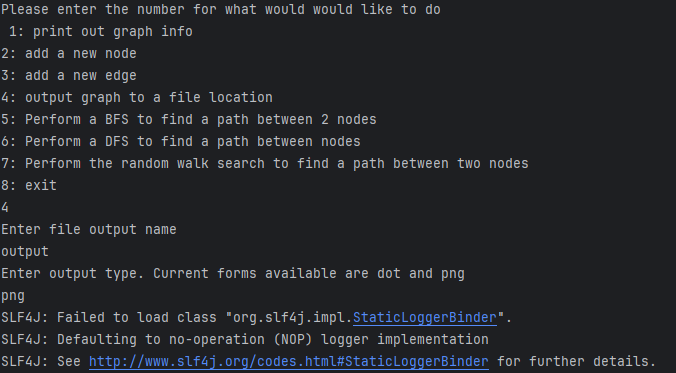 Please enter the number for what would would like to do
 1: print out graph info
2: add a new node
3: add a new edge
4: output graph to a file location
5: Perform a BFS to find a path between 2 nodes
6: Perform a DFS to find a path between nodes
7: Perform the random walk search to find a path between two nodes
8: exit
4
Enter file output name
output
Enter output type. Current forms available are dot and png
png
SLF4J: Failed to load class "org.slf4j.impl.StaticLoggerBinder".
SLF4J: Defaulting to no-operation (NOP) logger implementation
SLF4J: See http://www.slf4j.org/codes.html#StaticLoggerBinder for further details.